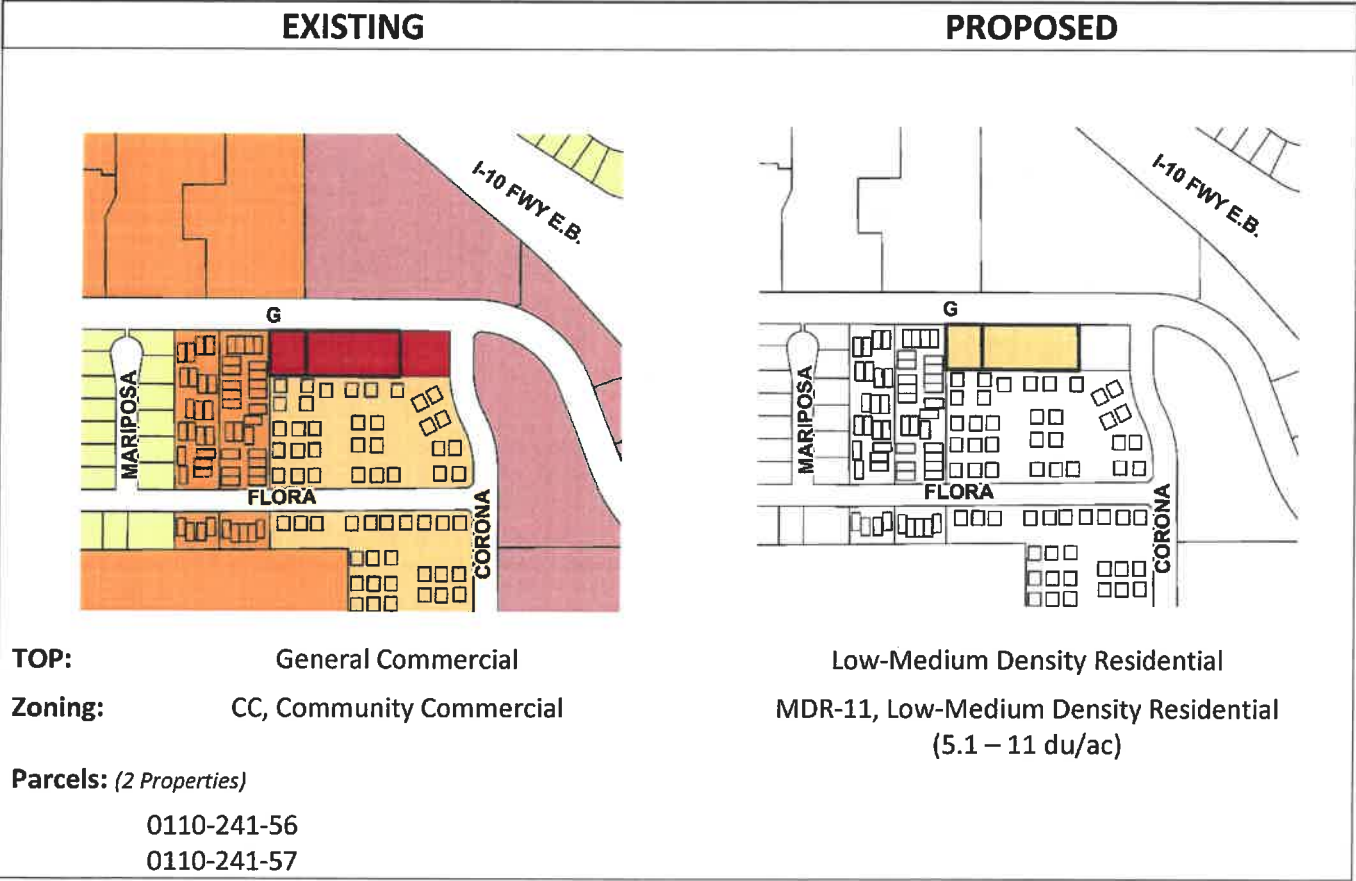 EXISTING
PROPOSED
I-10 FWY E.B.
G
MARIPOSA
FLORA
CORONA
I-10 FWY E.B.
G
MARIPOSA
FLORA
CORONA
TOP: General Commercial Low-Medium Density Residential
Zoning: CC, Community Commercial MDR-11, Low-Medium Density Residential
(5.1 – 11 du/ac)
Parcels: (2 Properties)
0110-241-56
0110-241-57